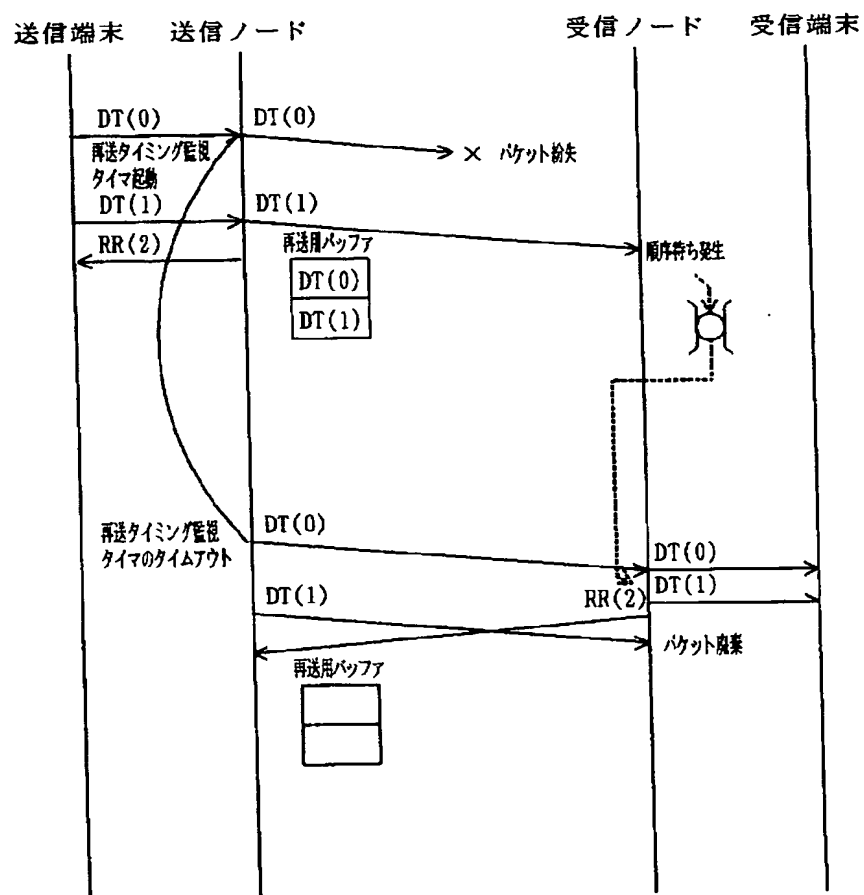 送信端末 送信ノード 受信ノード 受信端末
DT(0) DT(0)
再送タイミング監視
タイマ起動
× パケット紛失
DT(1) DT(1)
RR(2)
再送用バッファ
DT(0)
DT(1)
順序待ち発生
再送タイミング監視
タイマのタイムアウト
DT(0)
DT(0)
DT(1)
DT(1)
RR(2)
パケット廃棄
再送用バッファ